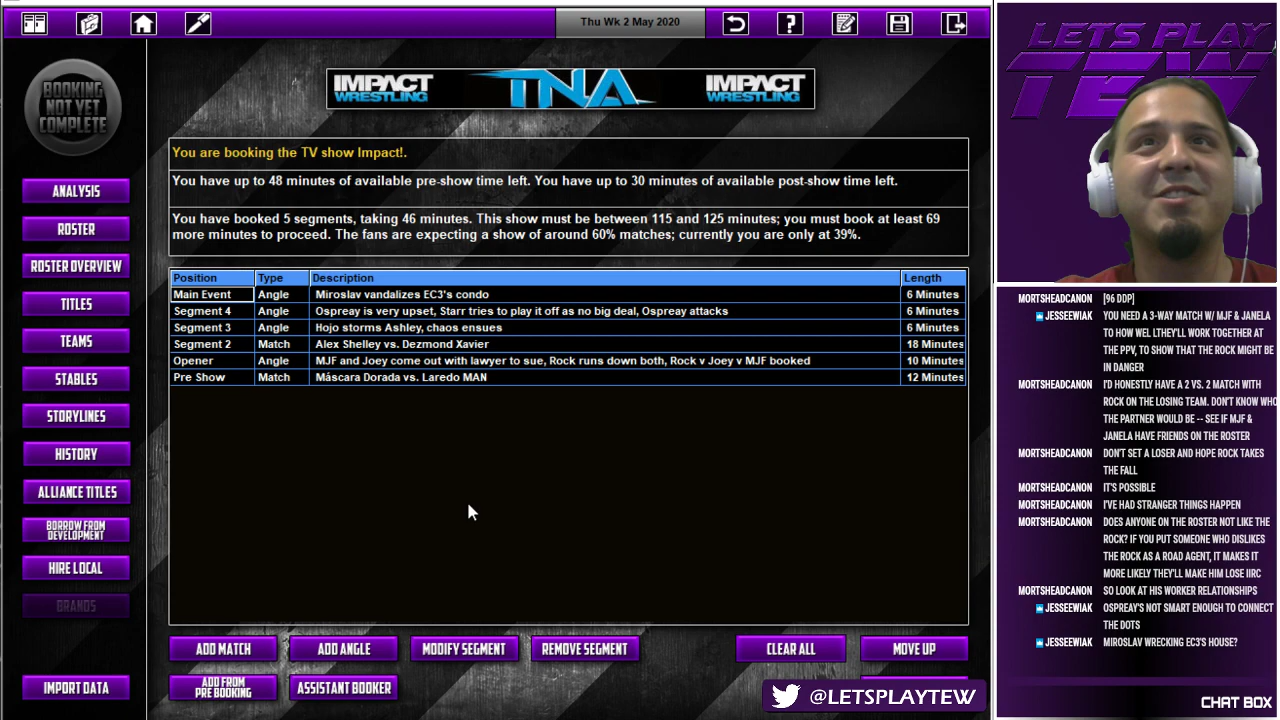 Thu Wk 2 May 2020
LETS PLAY
TEW
BOOKING
NOT YET
COMPLETE
IMPACT
WRESTLING
TNA
IMPACT
WRESTLING
You are booking the TV show Impact!.
You have up to 48 minutes of available pre-show time left. You have up to 30 minutes of available post-show time left.
You have booked 5 segments, taking 46 minutes. This show must be between 115 and 125 minutes; you must book at least 69
more minutes to proceed. The fans are expecting a show of around 60% matches; currently you are only at 39%.
ANALYSIS
ROSTER
ROSTER OVERVIEW
TITLES
TEAMS
STABLES
STORYLINES
HISTORY
ALLIANCE TITLES
BORROW FROM
DEVELOPMENT
HIRE LOCAL
BRANDS
IMPORT DATA
Position Type Description Length
Main Event Angle Miroslav vandalizes EC3's condo 6 Minutes
Segment 4 Angle Ospreay is very upset, Starr tries to play it off as no big deal, Ospreay attacks 6 Minutes
Segment 3 Angle Hojo storms Ashley, chaos ensues 6 Minutes
Segment 2 Match Alex Shelley vs. Dezmond Xavier 18 Minutes
Opener Angle MJF and Joey come out with lawyer to sue, Rock runs down both, Rock v Joey v MJF booked 10 Minutes
Pre Show Match Máscara Dorada vs. Laredo MAN 12 Minutes
ADD MATCH
ADD ANGLE
MODIFY SEGMENT
REMOVE SEGMENT
CLEAR ALL
MOVE UP
ADD FROM
PRE BOOKING
ASSISTANT BOOKER
@LETSPLAYTEW
MORTSHEADCANON [96 DDP]
JESSEEWIAK YOU NEED A 3-WAY MATCH W/ MJF & JANELA
TO HOW WEL LTHEY'LL WORK TOGETHER AT
THE PPV, TO SHOW THAT THE ROCK MIGHT BE
IN DANGER
MORTSHEADCANON I'D HONESTLY HAVE A 2 VS. 2 MATCH WITH
ROCK ON THE LOSING TEAM. DON'T KNOW WHO
THE PARTNER WOULD BE -- SEE IF MJF &
JANELA HAVE FRIENDS ON THE ROSTER
MORTSHEADCANON DON'T SET A LOSER AND HOPE ROCK TAKES
THE FALL
MORTSHEADCANON IT'S POSSIBLE
MORTSHEADCANON I'VE HAD STRANGER THINGS HAPPEN
MORTSHEADCANON DOES ANYONE ON THE ROSTER NOT LIKE THE
ROCK? IF YOU PUT SOMEONE WHO DISLIKES
THE ROCK AS A ROAD AGENT, IT MAKES IT
MORE LIKELY THEY'LL MAKE HIM LOSE IIRC
MORTSHEADCANON SO LOOK AT HIS WORKER RELATIONSHIPS
JESSEEWIAK OSPREAY'S NOT SMART ENOUGH TO CONNECT
THE DOTS
JESSEEWIAK MIROSLAV WRECKING EC3'S HOUSE?
CHAT BOX